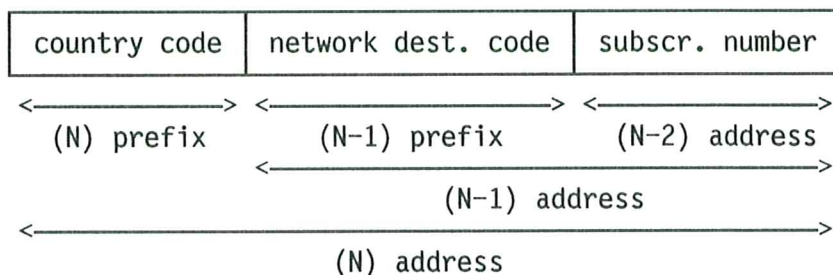 country code network dest. code subscr. number
(N) prefix (N-1) prefix (N-2) address
(N-1) address
(N) address